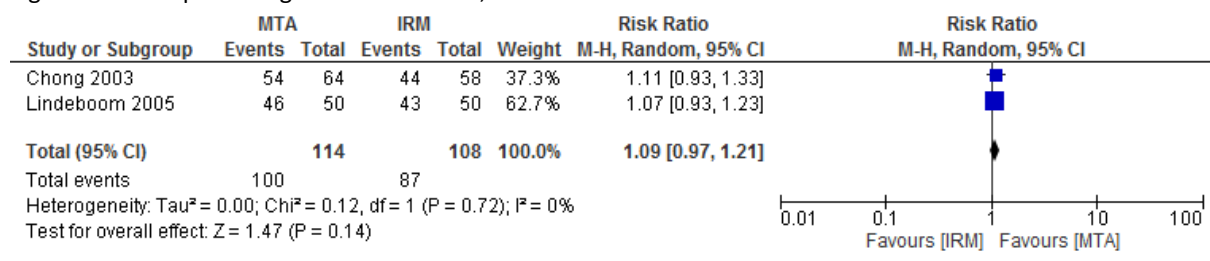 MTA IRM Risk Ratio Risk Ratio
Study or Subgroup Events Total Events Total Weight M-H, Random, 95% CI M-H, Random, 95% CI
Chong 2003 54 64 44 58 37.3% 1.11 [0.93, 1.33]
Lindeboom 2005 46 50 43 50 62.7% 1.07 [0.93, 1.23]
Total (95% CI) 114 108 100.0% 1.09 [0.97, 1.21]
Total events 100 87
Heterogeneity: Tau² = 0.00; Chi² = 0.12, df = 1 (P = 0.72); I² = 0%
Test for overall effect: Z = 1.47 (P = 0.14)
0.01 0.1 1 10 100
Favours [IRM] Favours [MTA]